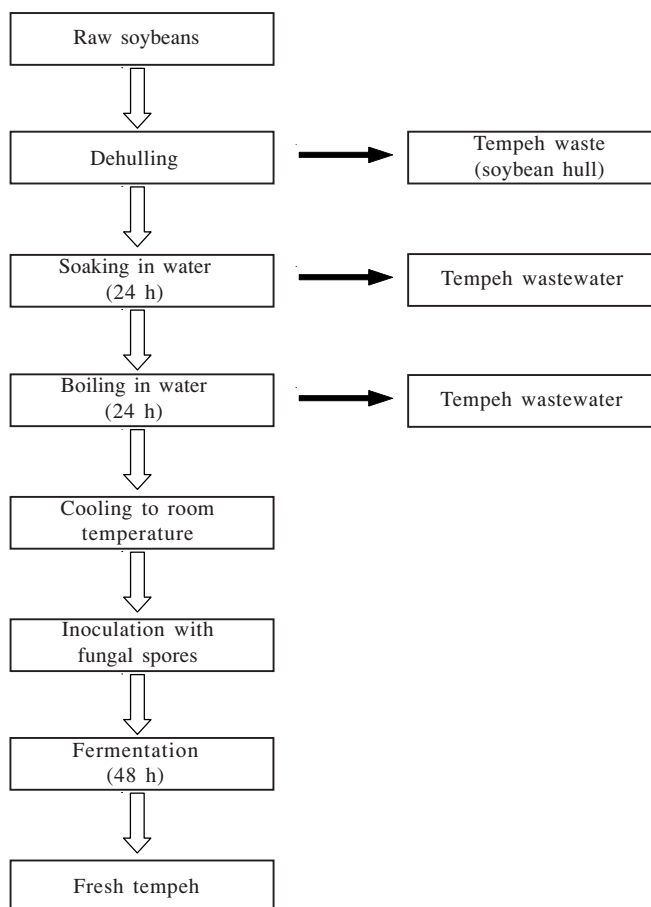 Raw soybeans
Dehulling
Tempeh waste
(soybean hull)
Soaking in water
(24 h)
Tempeh wastewater
Boiling in water
(24 h)
Tempeh wastewater
Cooling to room
temperature
Inoculation with
fungal spores
Fermentation
(48 h)
Fresh tempeh